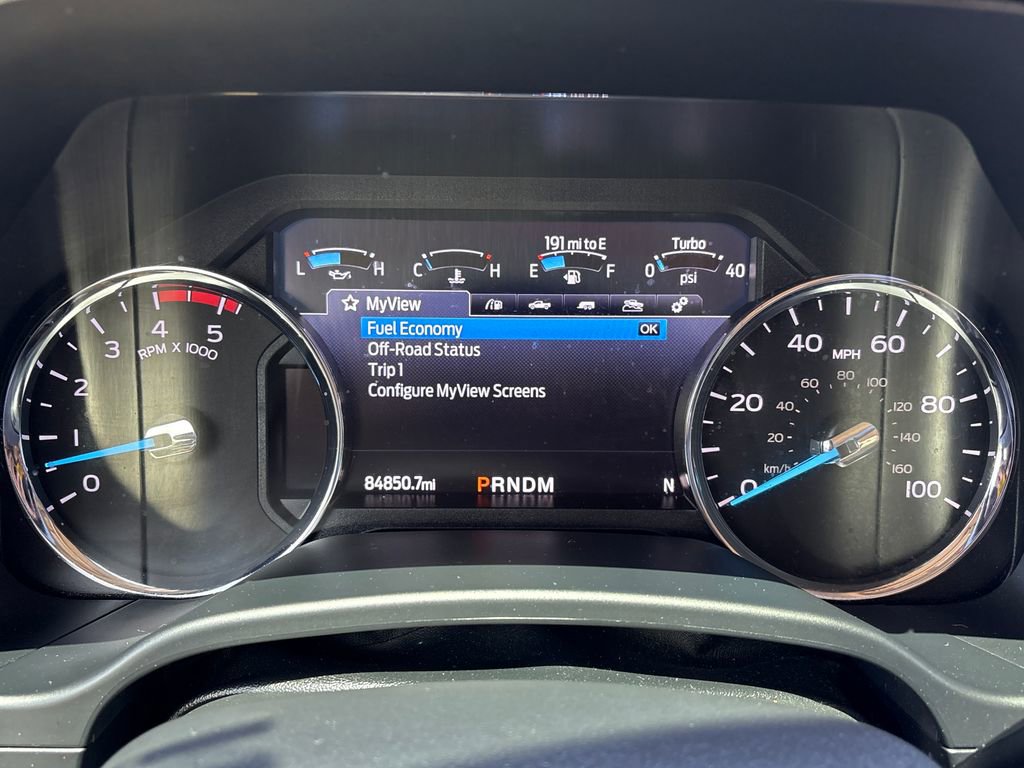 191 mi to E
Turbo
L H
C H
E F
0 40
psi
MyView
Fuel Economy OK
Off-Road Status
Trip 1
Configure MyView Screens
84850.7 mi
PRNDM
N
0
1
2
3
4
5
RPM X 1000
0
20
40
60
80
100
MPH
km/h
20
40
60
80
100
120
140
160